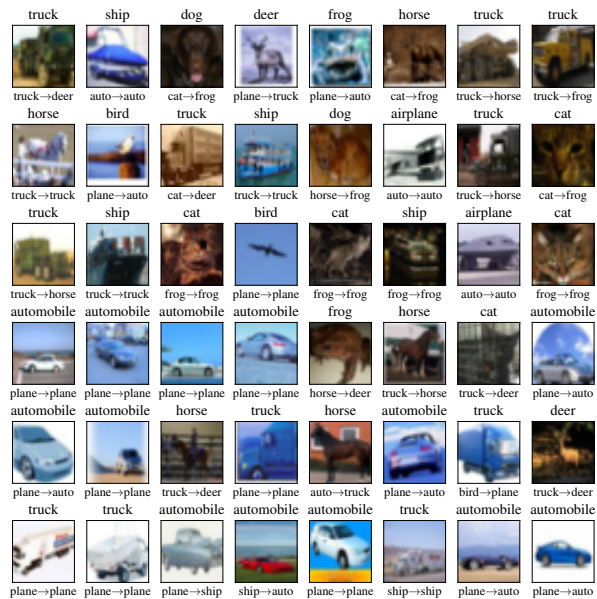 truck ship dog deer frog horse truck truck
truck→deer auto→auto cat→frog plane→truck plane→auto cat→frog truck→horse truck→frog
horse bird truck ship dog airplane truck cat
truck→truck plane→auto cat→deer truck→truck horse→frog auto→auto truck→horse cat→frog
truck ship cat bird cat ship airplane cat
truck→horse truck→truck frog→frog plane→plane frog→frog frog→frog auto→auto frog→frog
automobile automobile automobile automobile frog horse cat automobile
plane→plane plane→plane plane→plane plane→plane horse→deer truck→horse truck→deer plane→auto
automobile automobile horse truck horse automobile truck deer
plane→auto plane→plane truck→deer plane→plane auto→truck plane→auto bird→plane truck→deer
truck truck automobile automobile automobile truck automobile automobile
plane→plane plane→plane plane→ship ship→auto plane→plane ship→ship plane→auto plane→auto